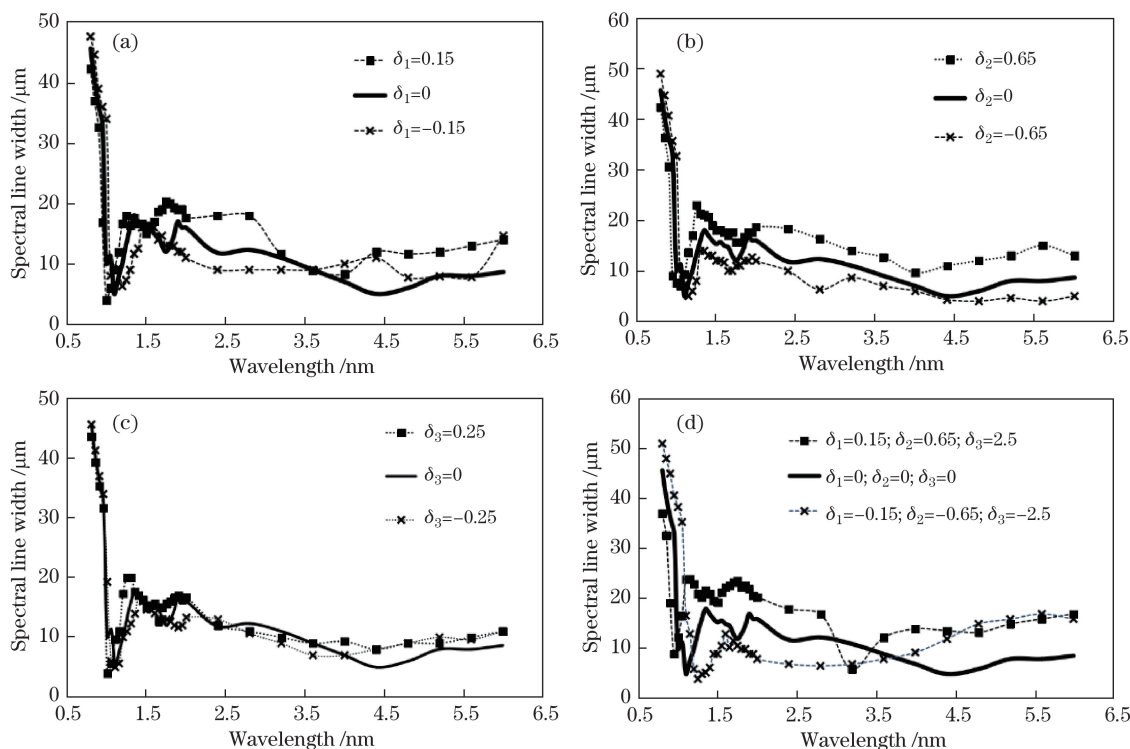 (a)
δ₁=0.15
δ₁=0
δ₁=−0.15
Spectral line width /μm
50
40
30
20
10
0
0.5 1.5 2.5 3.5 4.5 5.5 6.5
Wavelength /nm
(b)
δ₂=0.65
δ₂=0
δ₂=−0.65
Spectral line width /μm
60
50
40
30
20
10
0
0.5 1.5 2.5 3.5 4.5 5.5 6.5
Wavelength /nm
(c)
δ₃=0.25
δ₃=0
δ₃=−0.25
Spectral line width /μm
50
40
30
20
10
0
0.5 1.5 2.5 3.5 4.5 5.5 6.5
Wavelength /nm
(d)
δ₁=0.15; δ₂=0.65; δ₃=2.5
δ₁=0; δ₂=0; δ₃=0
δ₁=−0.15; δ₂=−0.65; δ₃=−2.5
Spectral line width /μm
60
50
40
30
20
10
0
0.5 1.5 2.5 3.5 4.5 5.5 6.5
Wavelength /nm